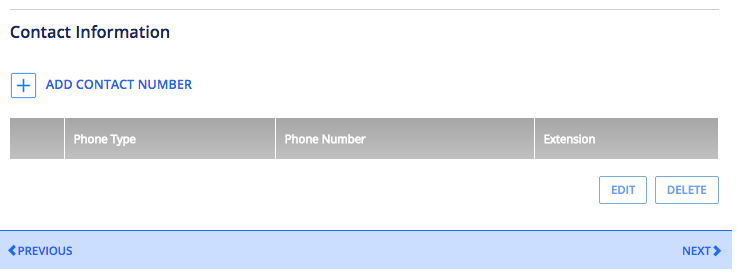 Contact Information
ADD CONTACT NUMBER
Phone Type Phone Number Extension
EDIT DELETE
PREVIOUS NEXT